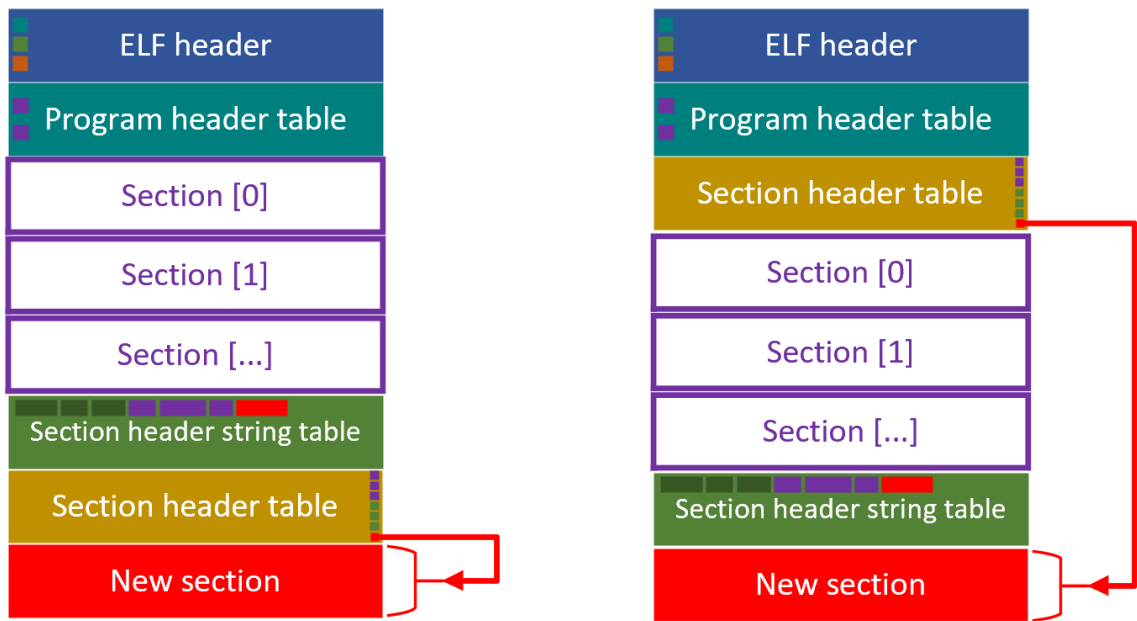 ELF header
Program header table
Section [0]
Section [1]
Section [...]
Section header string table
Section header table
New section
ELF header
Program header table
Section header table
Section [0]
Section [1]
Section [...]
Section header string table
New section